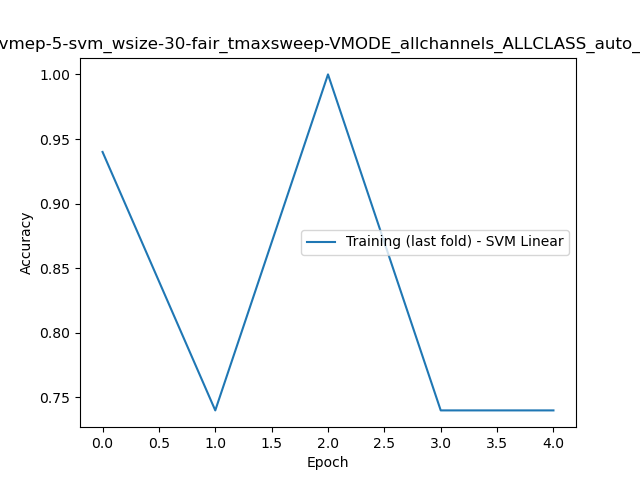 vmep-5-svm_wsize-30-fair_tmaxsweep-VMODE_allchannels_ALLCLASS_auto_
1.00
0.95
0.90
0.85
0.80
0.75
Accuracy
Training (last fold) - SVM Linear
0.0 0.5 1.0 1.5 2.0 2.5 3.0 3.5 4.0
Epoch